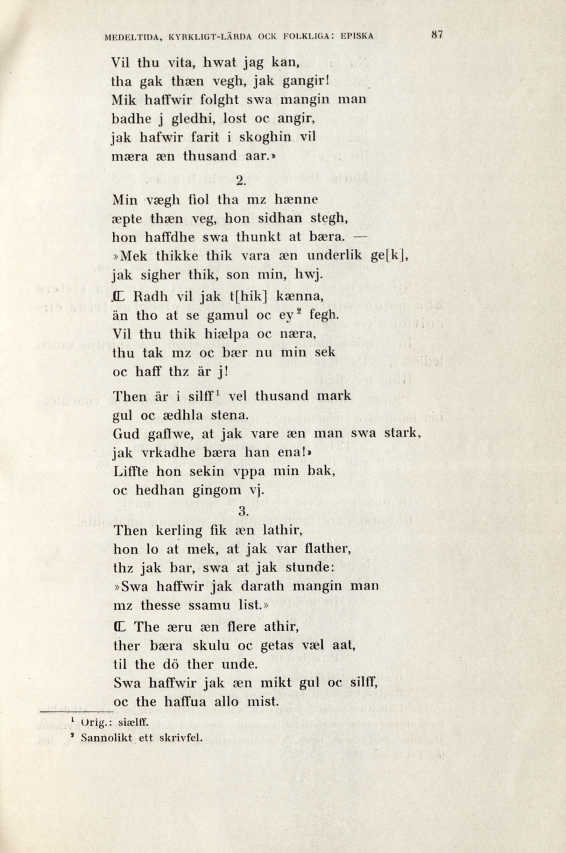 MEDELTIDA, KYRKLIGT-LÄRDA OCK FOLKLIGA: EPISKA 87
Vil thu vita, hwat jag kan,
tha gak thæn vegh, jak gangir!
Mik haffwir folght swa mangin man
badhe j gledhi, lost oc angir,
jak hafwir farit i skoghin vil
mæra æn thusand aar.»
2.
Min vægh fiol tha mz hænne
æpte thæn veg, hon sidhan stegh,
hon haffdhe swa thunkt at bæra. —
»Mek thikke thik vara æn underlik ge[k],
jak sigher thik, son min, hwj.
₵ Radh vil jak t[hik] kænna,
än tho at se gamul oc ey² fegh.
Vil thu thik hiælpa oc næra,
thu tak mz oc bær nu min sek
oc haff thz är j!
Then är i silff¹ vel thusand mark
gul oc ædhla stena.
Gud gaflwe, at jak vare æn man swa stark,
jak vrkadhe bæra han ena!»
Liffte hon sekin vppa min bak,
oc hedhan gingom vj.
3.
Then kerling fik æn lathir,
hon lo at mek, at jak var flather,
thz jak bar, swa at jak stunde:
»Swa haffwir jak darath mangin man
mz thesse ssamu list.»
₵ The æru æn flere athir,
ther bæra skulu oc getas væl aat,
til the dö ther unde.
Swa haffwir jak æn mikt gul oc silff,
oc the haffua allo mist.
¹ Orig.: siælff.
² Sannolikt ett skrivfel.